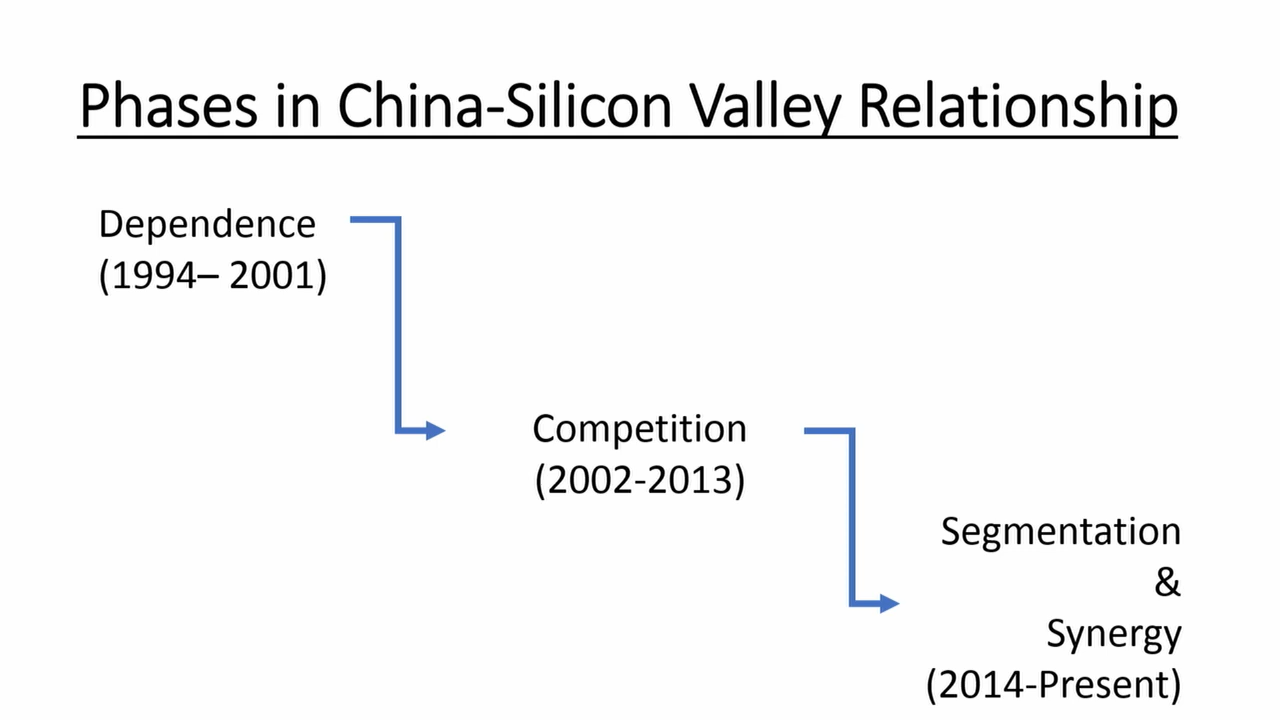 Phases in China-Silicon Valley Relationship
Dependence
(1994– 2001)
Competition
(2002-2013)
Segmentation
&
Synergy
(2014-Present)